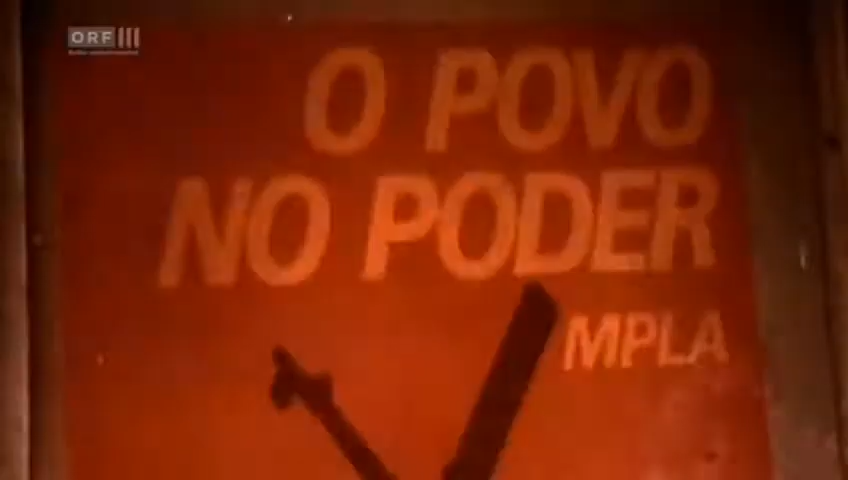 ORF III
O POVO
NO PODER
MPLA